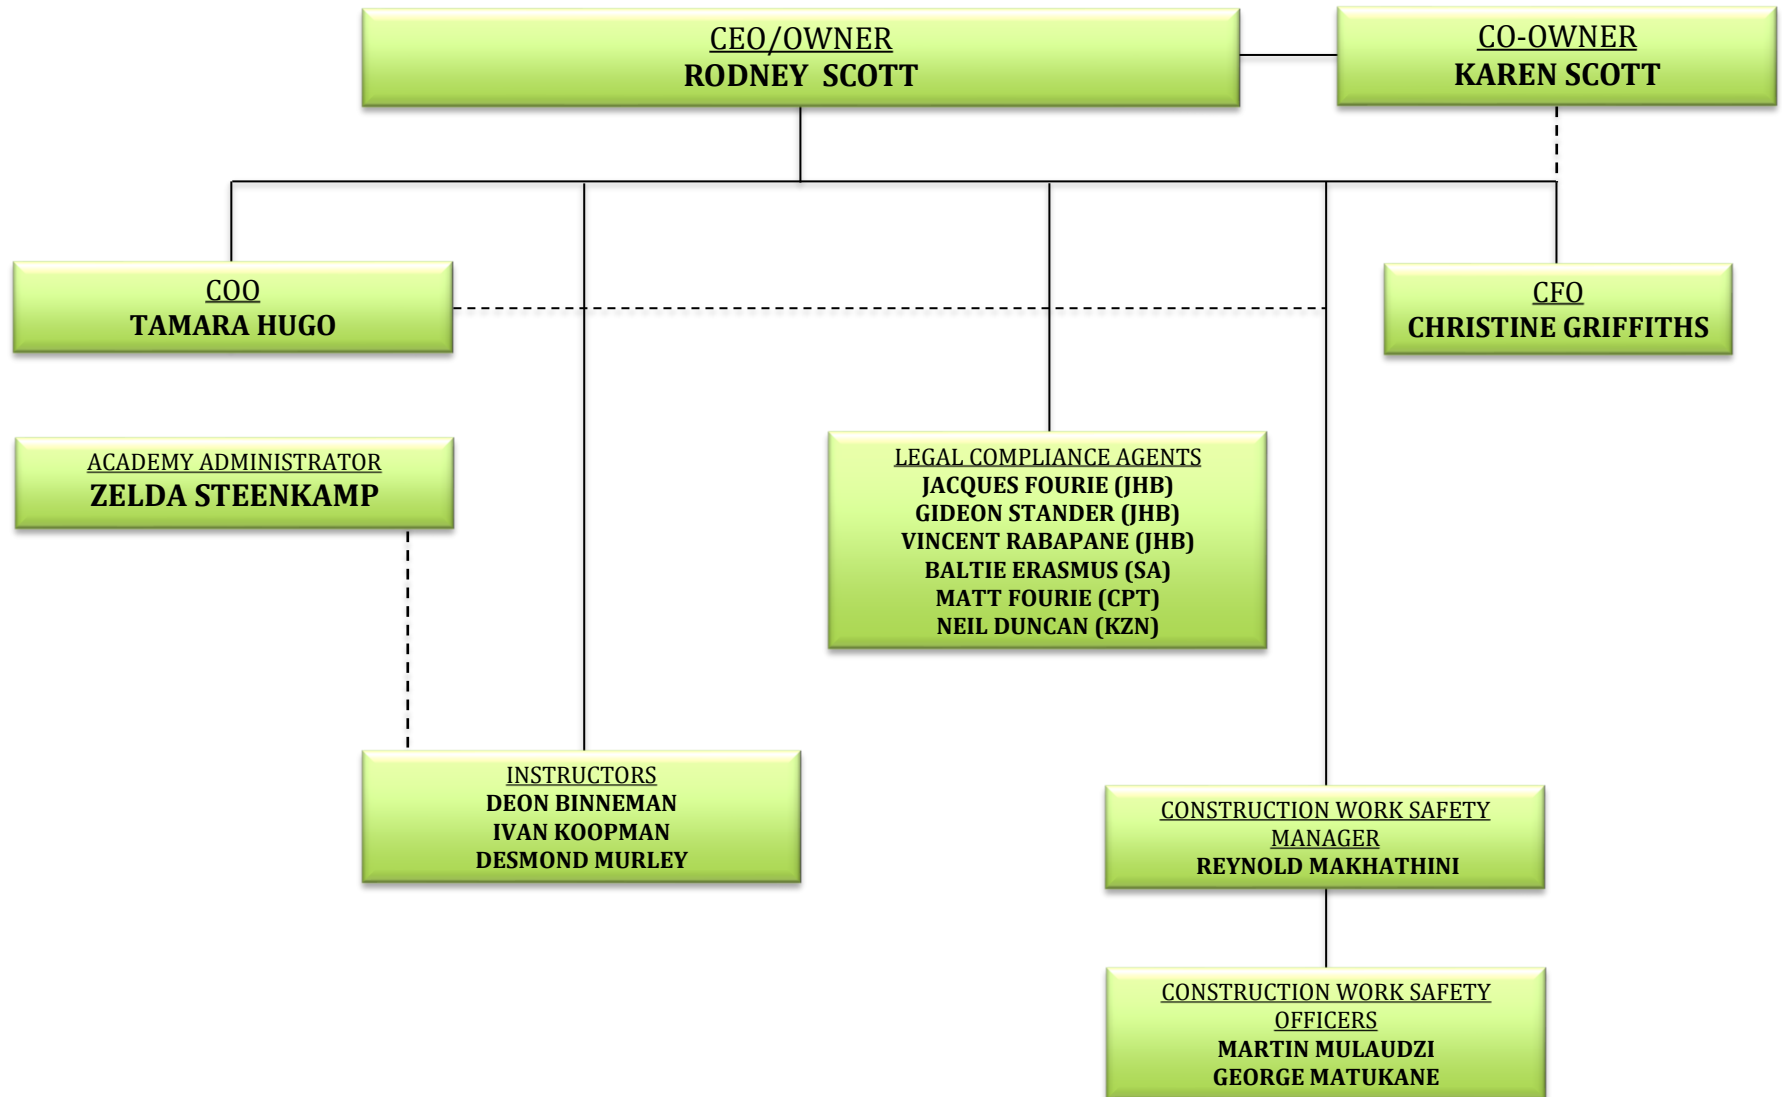 CEO/OWNER
RODNEY SCOTT
CO-OWNER
KAREN SCOTT
COO
TAMARA HUGO
CFO
CHRISTINE GRIFFITHS
ACADEMY ADMINISTRATOR
ZELDA STEENKAMP
LEGAL COMPLIANCE AGENTS
JACQUES FOURIE (JHB)
GIDEON STANDER (JHB)
VINCENT RABAPANE (JHB)
BALTIE ERASMUS (SA)
MATT FOURIE (CPT)
NEIL DUNCAN (KZN)
INSTRUCTORS
DEON BINNEMAN
IVAN KOOPMAN
DESMOND MURLEY
CONSTRUCTION WORK SAFETY
MANAGER
REYNOLD MAKHATHINI
CONSTRUCTION WORK SAFETY
OFFICERS
MARTIN MULAUDZI
GEORGE MATUKANE